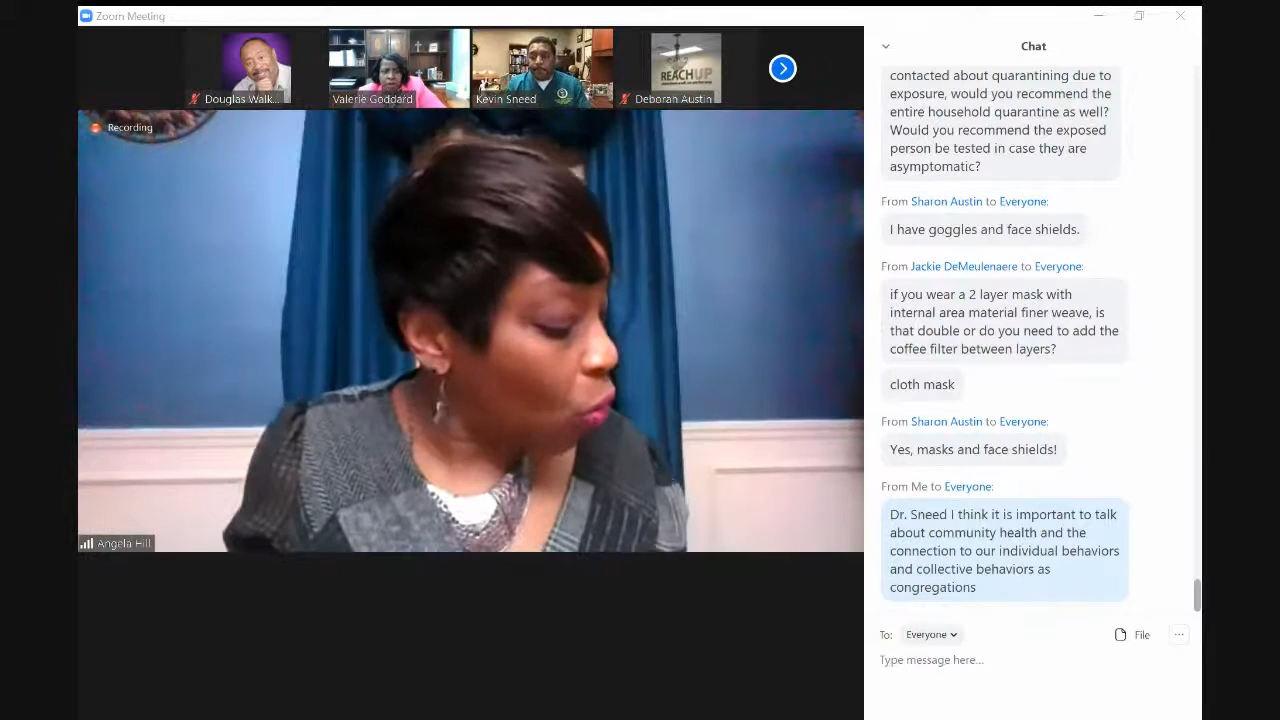 Zoom Meeting
Douglas Walk...
Valerie Goddard
Kevin Sneed
REACHUP
Deborah Austin
Recording
Angela Hill
Chat
contacted about quarantining due to
exposure, would you recommend the
entire household quarantine as well?
Would you recommend the exposed
person be tested in case they are
asymptomatic?
From Sharon Austin to Everyone:
I have goggles and face shields.
From Jackie DeMeulenaere to Everyone:
if you wear a 2 layer mask with
internal area material finer weave, is
that double or do you need to add the
coffee filter between layers?
cloth mask
From Sharon Austin to Everyone:
Yes, masks and face shields!
From Me to Everyone:
Dr. Sneed I think it is important to talk
about community health and the
connection to our individual behaviors
and collective behaviors as
congregations
To: Everyone
File
Type message here...